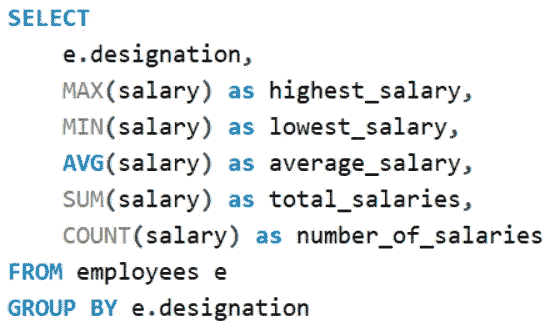 SELECT
    e.designation,
    MAX(salary) as highest_salary,
    MIN(salary) as lowest_salary,
    AVG(salary) as average_salary,
    SUM(salary) as total_salaries,
    COUNT(salary) as number_of_salaries
FROM employees e
GROUP BY e.designation